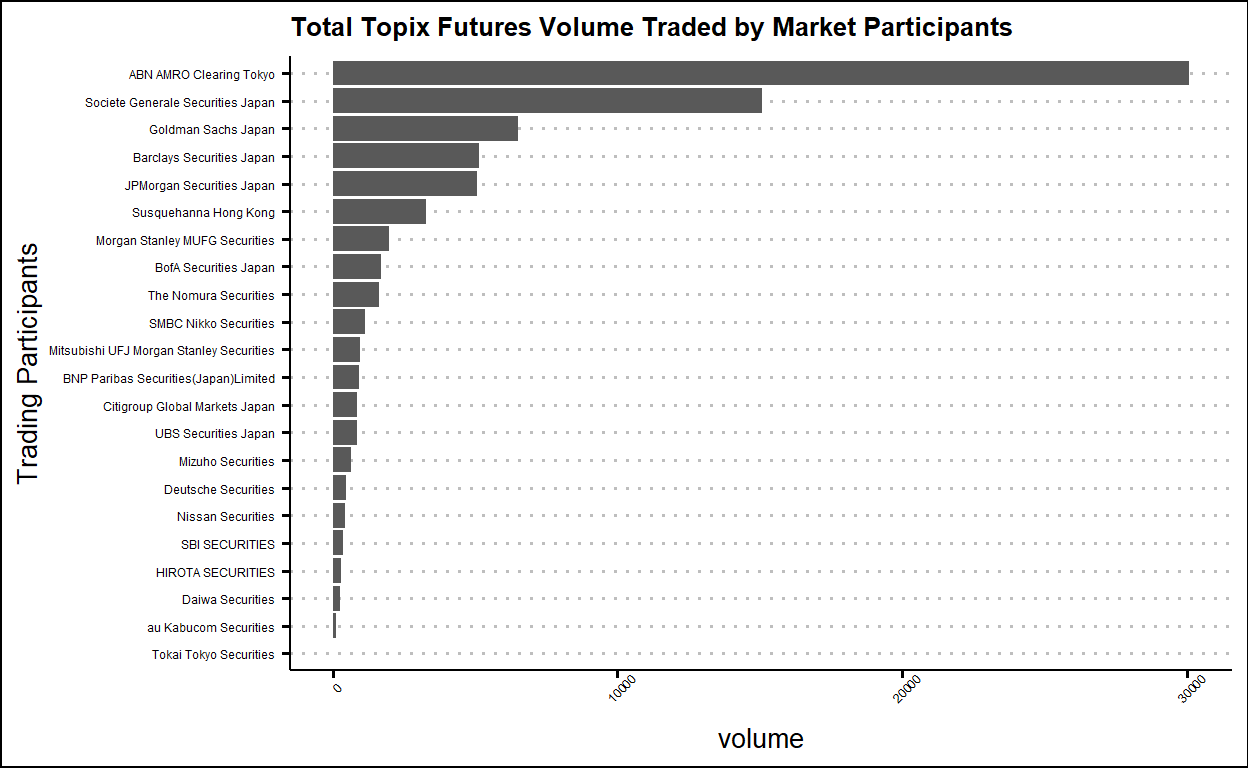 Total Topix Futures Volume Traded by Market Participants
Trading Participants
ABN AMRO Clearing Tokyo
Societe Generale Securities Japan
Goldman Sachs Japan
Barclays Securities Japan
JPMorgan Securities Japan
Susquehanna Hong Kong
Morgan Stanley MUFG Securities
BofA Securities Japan
The Nomura Securities
SMBC Nikko Securities
Mitsubishi UFJ Morgan Stanley Securities
BNP Paribas Securities(Japan)Limited
Citigroup Global Markets Japan
UBS Securities Japan
Mizuho Securities
Deutsche Securities
Nissan Securities
SBI SECURITIES
HIROTA SECURITIES
Daiwa Securities
au Kabucom Securities
Tokai Tokyo Securities
0
10000
20000
30000
volume